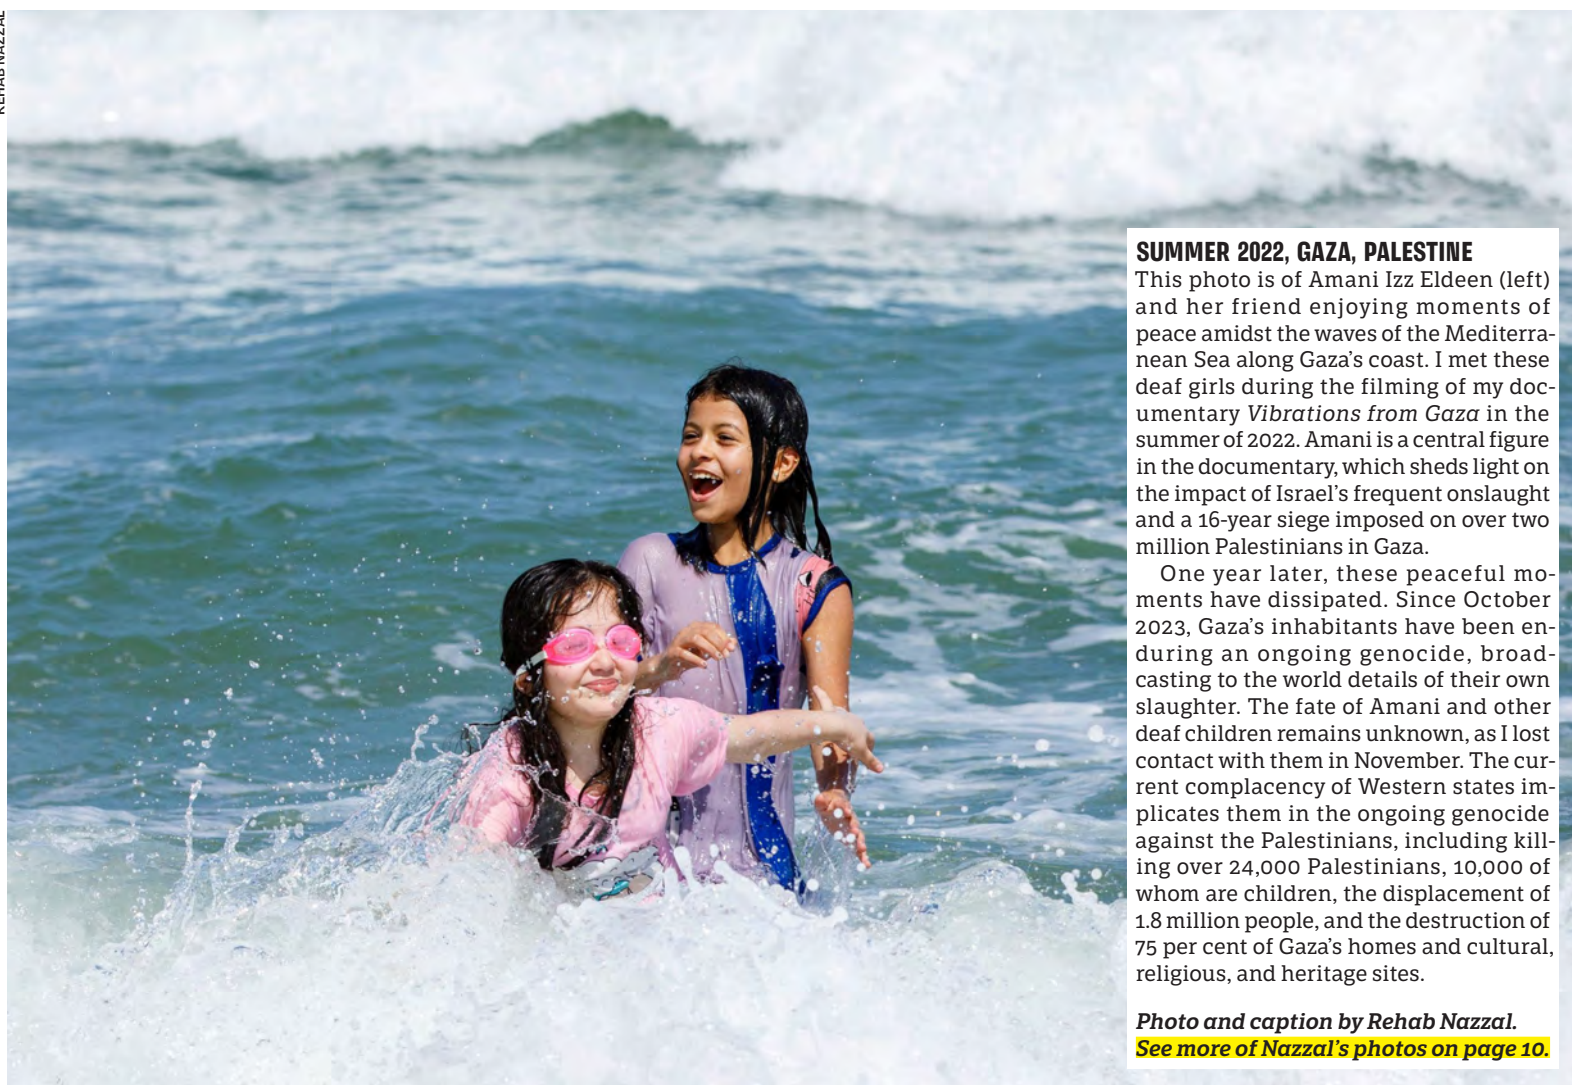 REHAB NAZZAL
SUMMER 2022, GAZA, PALESTINE
This photo is of Amani Izz Eldeen (left)
and her friend enjoying moments of
peace amidst the waves of the Mediterra-
nean Sea along Gaza’s coast. I met these
deaf girls during the filming of my doc-
umentary Vibrations from Gaza in the
summer of 2022. Amani is a central figure
in the documentary, which sheds light on
the impact of Israel’s frequent onslaught
and a 16-year siege imposed on over two
million Palestinians in Gaza.
One year later, these peaceful mo-
ments have dissipated. Since October
2023, Gaza’s inhabitants have been en-
during an ongoing genocide, broad-
casting to the world details of their own
slaughter. The fate of Amani and other
deaf children remains unknown, as I lost
contact with them in November. The cur-
rent complacency of Western states im-
plicates them in the ongoing genocide
against the Palestinians, including kill-
ing over 24,000 Palestinians, 10,000 of
whom are children, the displacement of
1.8 million people, and the destruction of
75 per cent of Gaza’s homes and cultural,
religious, and heritage sites.
Photo and caption by Rehab Nazzal.
See more of Nazzal’s photos on page 10.